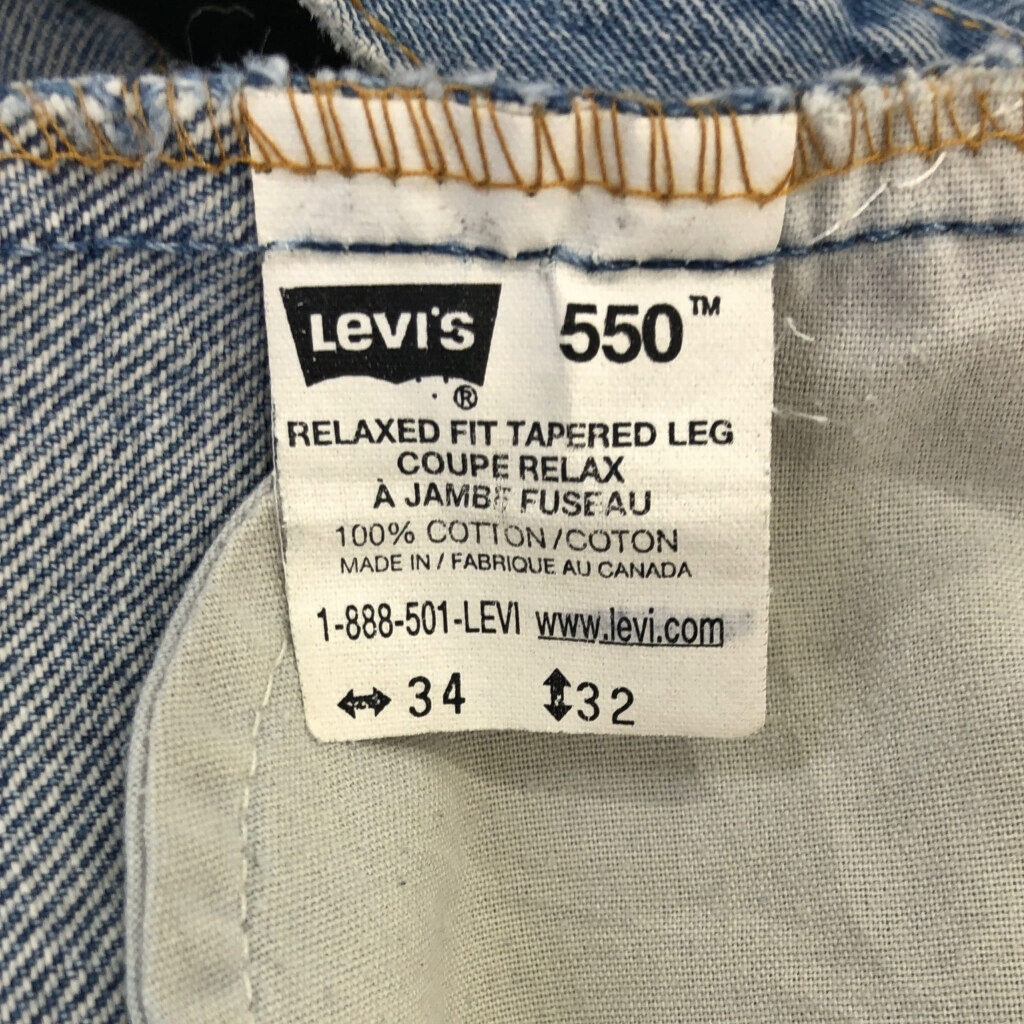 LEVI'S 550™
®
RELAXED FIT TAPERED LEG
COUPE RELAX
À JAMBE FUSEAU
100% COTTON/COTON
MADE IN / FABRIQUE AU CANADA
1-888-501-LEVI www.levi.com
↔ 34 ↕32